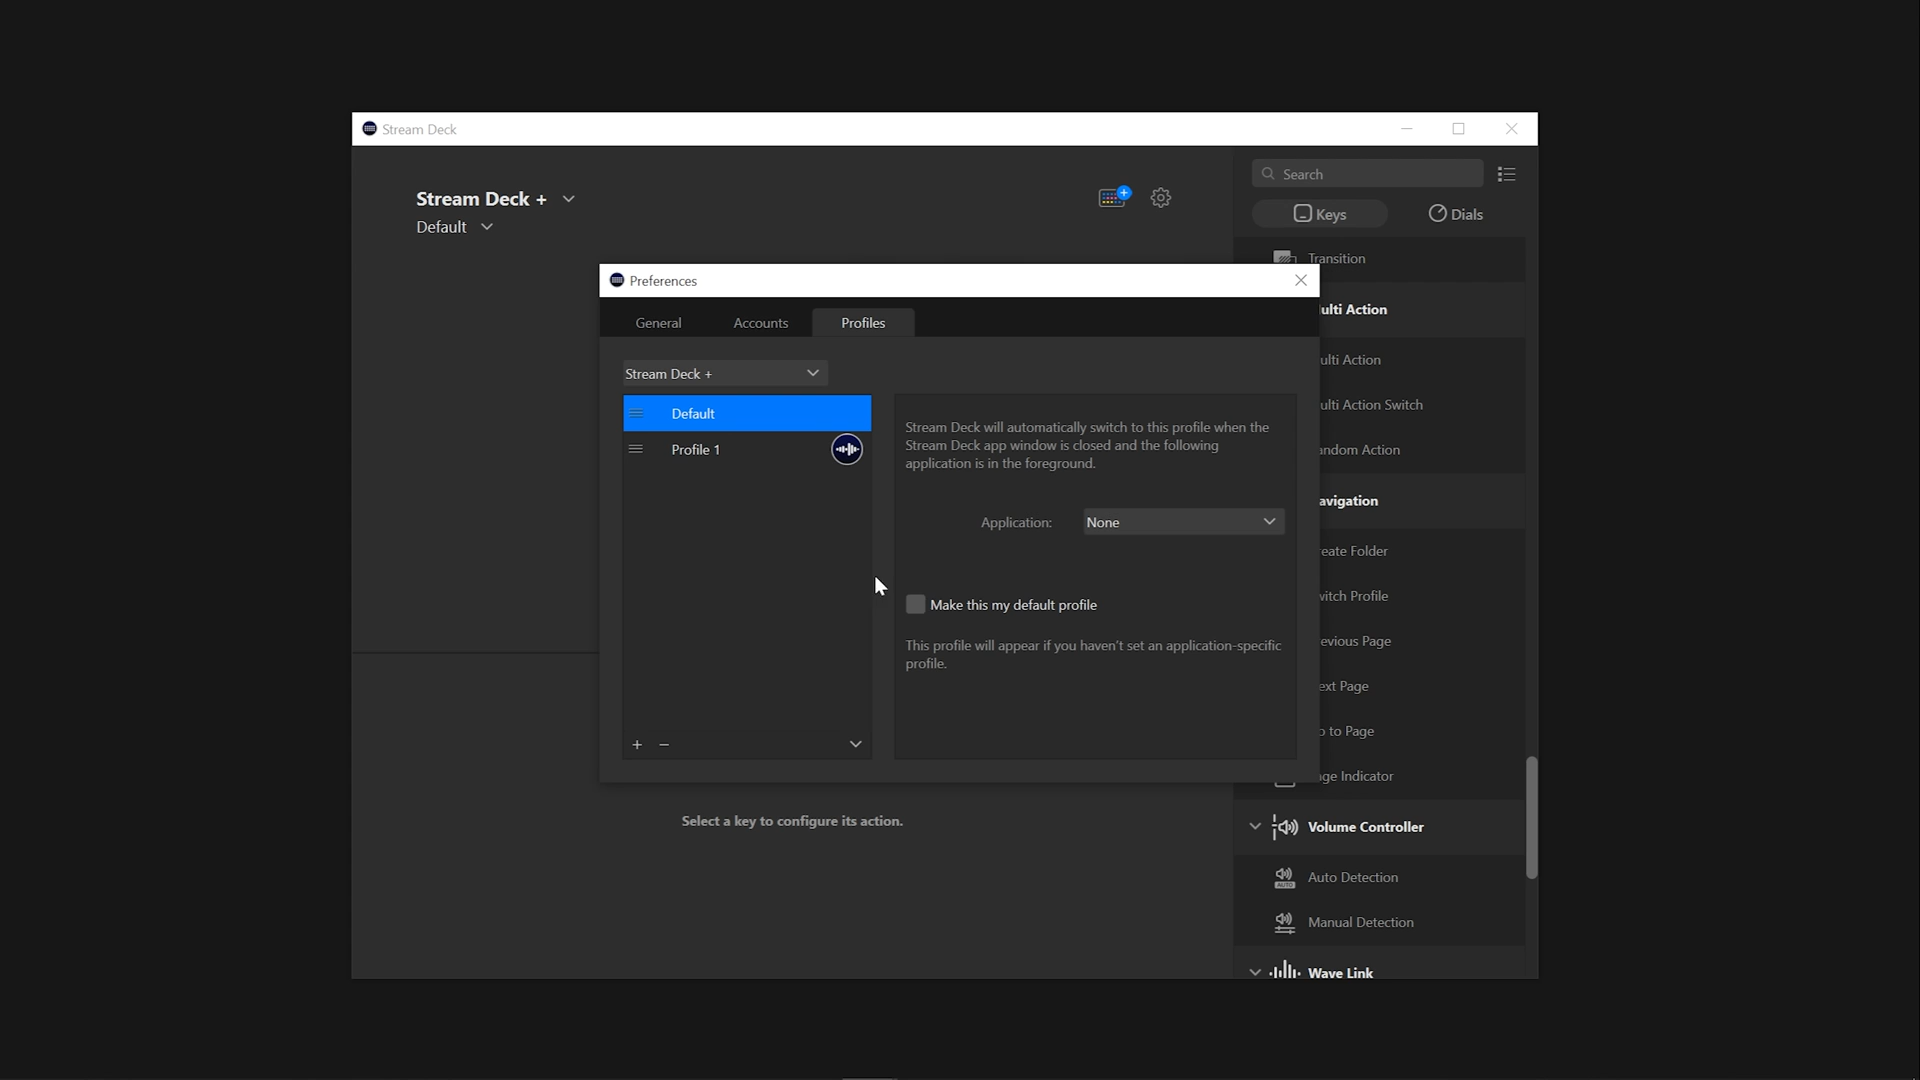 Stream Deck
Stream Deck +
Default
Search
Keys
Dials
Transition
Preferences
General
Accounts
Profiles
Stream Deck +
Default
Profile 1
Stream Deck will automatically switch to this profile when the
Stream Deck app window is closed and the following
application is in the foreground.
Application:
None
Make this my default profile
This profile will appear if you haven't set an application-specific
profile.
+ −
ulti Action
ulti Action
ulti Action Switch
andom Action
avigation
reate Folder
witch Profile
evious Page
ext Page
o to Page
age Indicator
Select a key to configure its action.
Volume Controller
AUTO
Auto Detection
Manual Detection
Wave Link